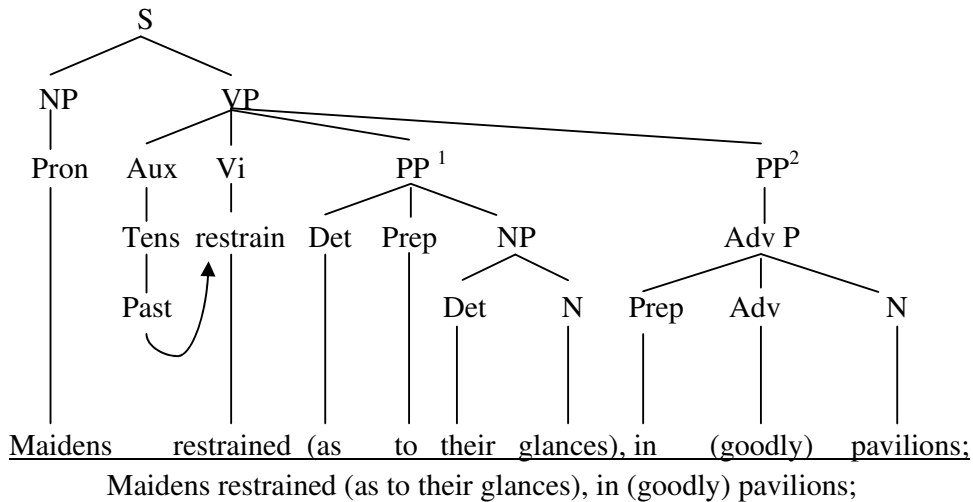 S
NP VP
Pron Aux Vi PP 1 PP2
Tens restrain Det Prep NP Adv P
Past Det N Prep Adv N
Maidens restrained (as to their glances), in (goodly) pavilions;
Maidens restrained (as to their glances), in (goodly) pavilions;